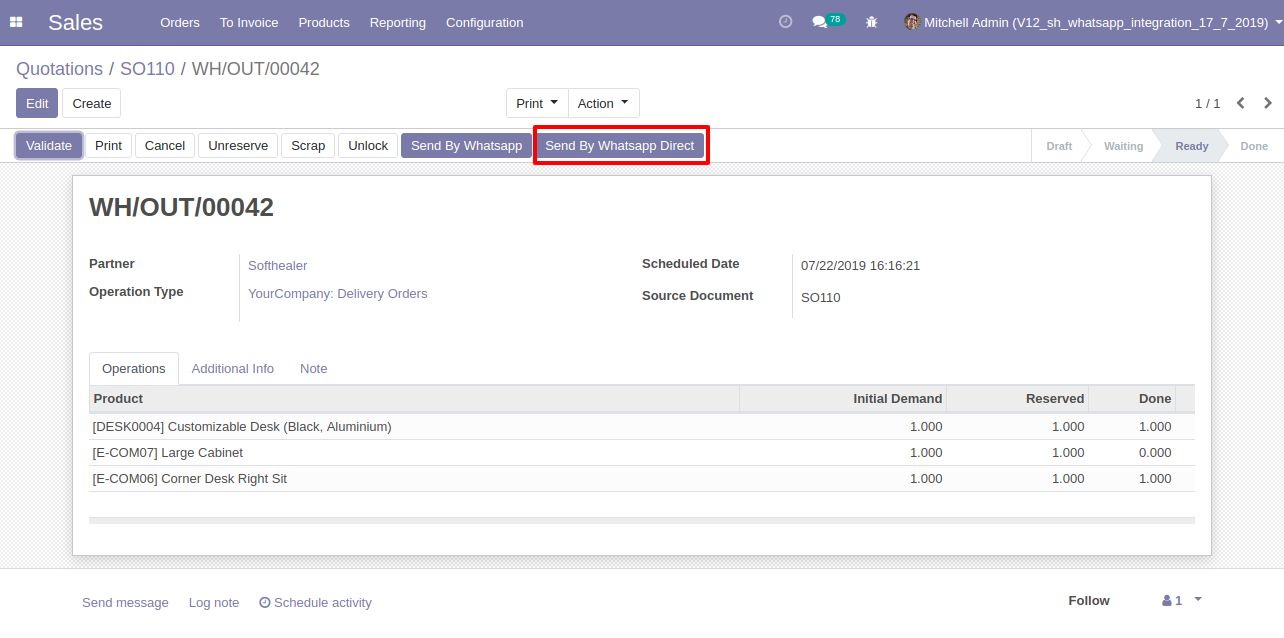 Sales Orders To Invoice Products Reporting Configuration 78 Mitchell Admin (V12_sh_whatsapp_integration_17_7_2019)
Quotations / SO110 / WH/OUT/00042
Edit Create Print Action 1 / 1
Validate Print Cancel Unreserve Scrap Unlock Send By Whatsapp Send By Whatsapp Direct Draft Waiting Ready Done
WH/OUT/00042
Partner Softhealer Scheduled Date 07/22/2019 16:16:21
Operation Type YourCompany: Delivery Orders Source Document SO110
Operations Additional Info Note
Product Initial Demand Reserved Done
[DESK0004] Customizable Desk (Black, Aluminium) 1.000 1.000 1.000
[E-COM07] Large Cabinet 1.000 1.000 0.000
[E-COM06] Corner Desk Right Sit 1.000 1.000 1.000
Send message Log note Schedule activity Follow 1